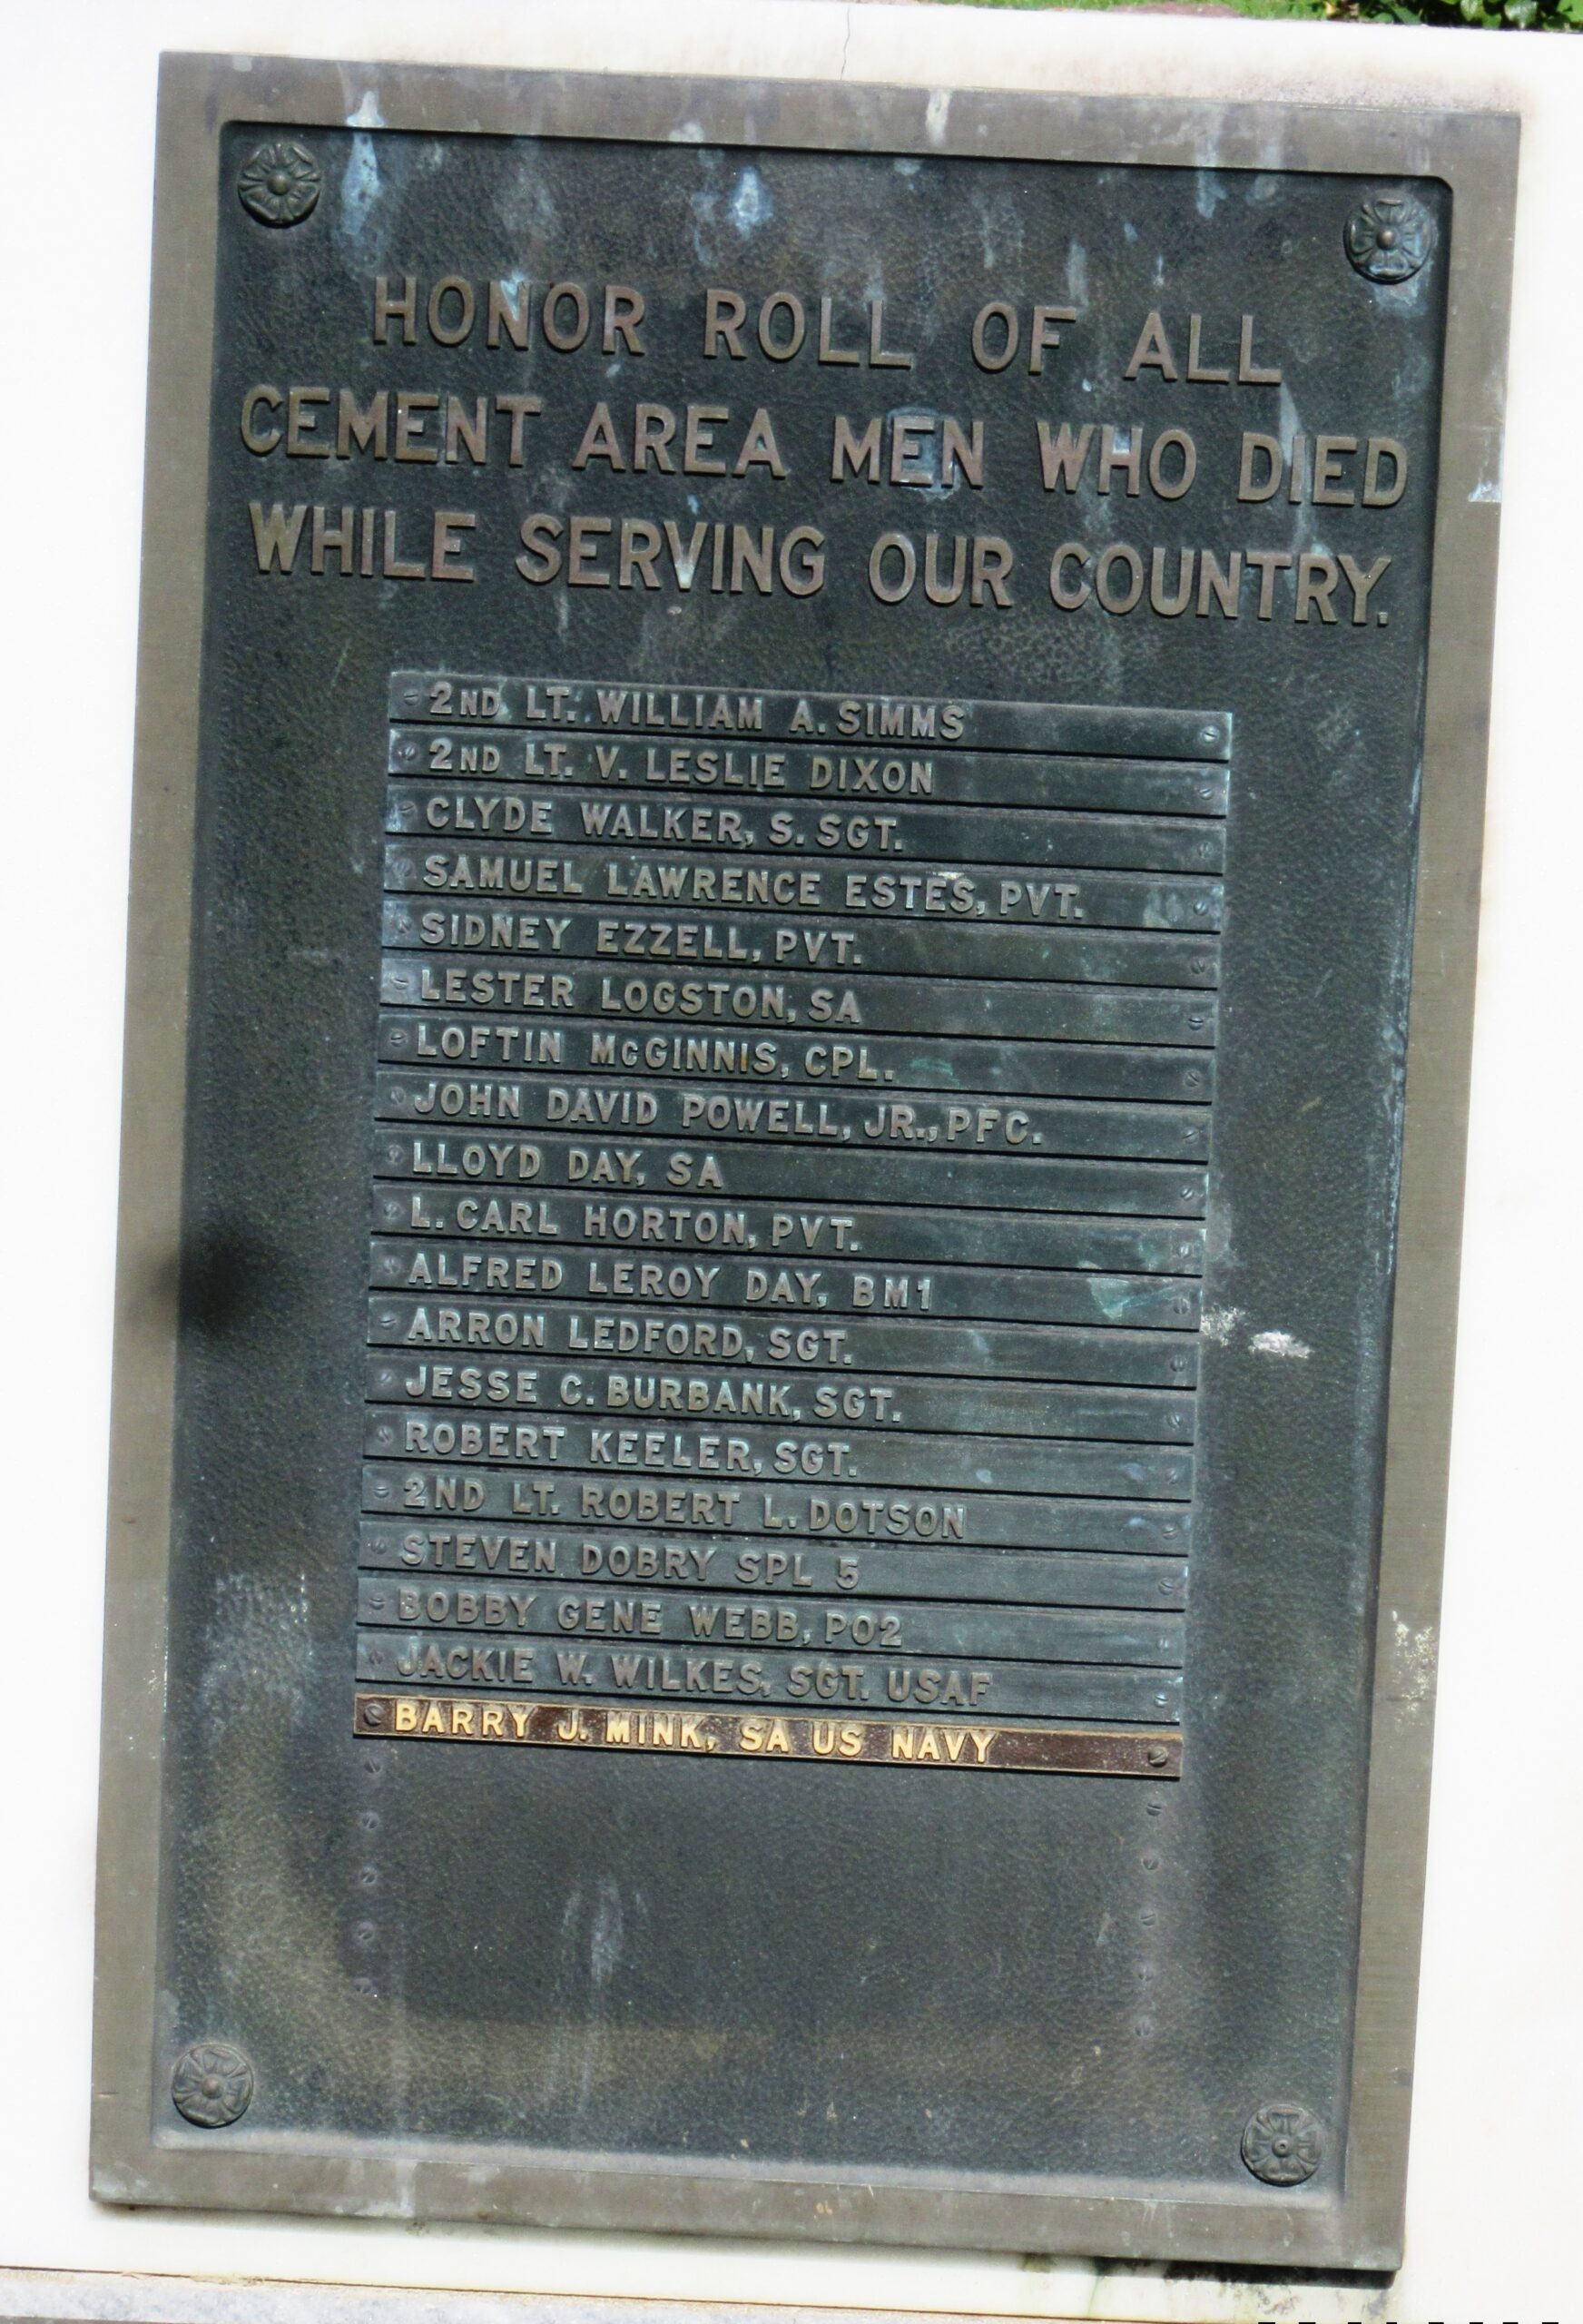 HONOR ROLL OF ALL
CEMENT AREA MEN WHO DIED
WHILE SERVING OUR COUNTRY.
2ND LT. WILLIAM A. SIMMS
2ND LT. V. LESLIE DIXON
CLYDE WALKER, S. SGT.
SAMUEL LAWRENCE ESTES, PVT.
SIDNEY EZZELL, PVT.
LESTER LOGSTON, SA
LOFTIN McGINNIS, CPL.
JOHN DAVID POWELL, JR., PFC.
LLOYD DAY, SA
L. CARL HORTON, PVT.
ALFRED LEROY DAY, BM1
ARRON LEDFORD, SGT.
JESSE C. BURBANK, SGT.
ROBERT KEELER, SGT.
2ND LT. ROBERT L. DOTSON
STEVEN DOBRY SPL 5
BOBBY GENE WEBB, PO2
JACKIE W. WILKES, SGT. USAF
BARRY J. MINK, SA US NAVY